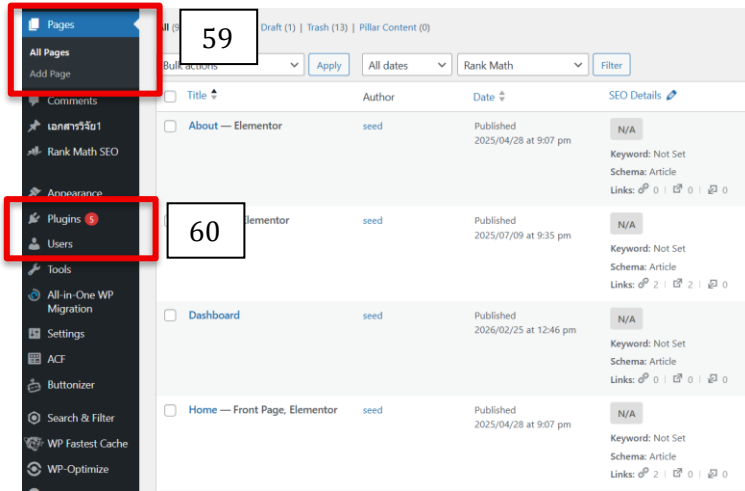 Pages
All Pages
Add Page
Comments
เอกสารวิจัย1
Rank Math SEO
Appearance
Plugins 5
Users
Tools
All-in-One WP
Migration
Settings
ACF
Buttonizer
Search & Filter
WP Fastest Cache
WP-Optimize
59
60
All (9 Draft (1) | Trash (13) | Pillar Content (0)
Bulk actions Apply All dates Rank Math Filter
Title Author Date SEO Details
About — Elementor seed Published N/A
2025/04/28 at 9:07 pm
Keyword: Not Set
Schema: Article
Links: 0 | 0 | 0
Elementor seed Published N/A
2025/07/09 at 9:35 pm
Keyword: Not Set
Schema: Article
Links: 2 | 2 | 0
Dashboard seed Published N/A
2026/02/25 at 12:46 pm
Keyword: Not Set
Schema: Article
Links: 0 | 0 | 0
Home — Front Page, Elementor seed Published N/A
2025/04/28 at 9:07 pm
Keyword: Not Set
Schema: Article
Links: 0 | 0 | 0